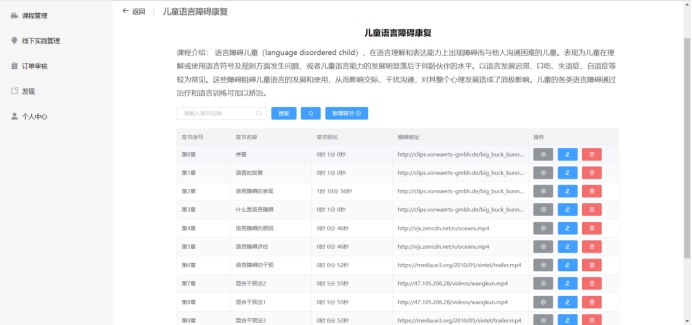 课程管理
线下实践管理
订单审核
发现
个人中心
← 返回 | 儿童语言障碍康复
儿童语言障碍康复
课程介绍： 语言障碍儿童（language disordered child），在语言理解和表达能力上出现障碍而与他人沟通困难的儿童。表现为儿童在理
解或使用语言符号及规则方面发生问题，或者儿童语言能力的发展明显落后于同龄伙伴的水平。以语言发展迟滞、口吃、失语症、自语症等
较为常见。这些障碍阻碍儿童语言的发展和使用，从而影响交际，干扰沟通，对其整个心理发展造成了消极影响。儿童的各类语言障碍通过
治疗和语言训练可加以矫治。
请输入章节名称 搜索 新增章节
章节序号 章节名称 章节时长 视频地址 操作
第0章 序章 0时 1分 0秒 http://clips.vorwaerts-gmbh.de/big_buck_bunn...
第1章 语言的发展 0时 1分 0秒 http://clips.vorwaerts-gmbh.de/big_buck_bunn...
第2章 语言障碍的表现 1时 10分 56秒 http://clips.vorwaerts-gmbh.de/big_buck_bunn...
第3章 什么是语言障碍 0时 1分 0秒 http://clips.vorwaerts-gmbh.de/big_buck_bunn...
第4章 语言障碍的原因 0时 0分 46秒 http://vjs.zencdn.net/v/oceans.mp4
第5章 语言障碍评估 0时 0分 46秒 http://vjs.zencdn.net/v/oceans.mp4
第6章 语言障碍的干预 0时 0分 52秒 https://media.w3.org/2010/05/sintel/trailer.mp4
第7章 混合干预法2 0时 5分 55秒 http://47.105.206.28/videos/wangkun.mp4
第8章 混合干预法1 0时 5分 55秒 http://47.105.206.28/videos/wangkun.mp4
第9章 混合干预法3 0时 0分 52秒 https://media.w3.org/2010/05/sintel/trailer.mp4